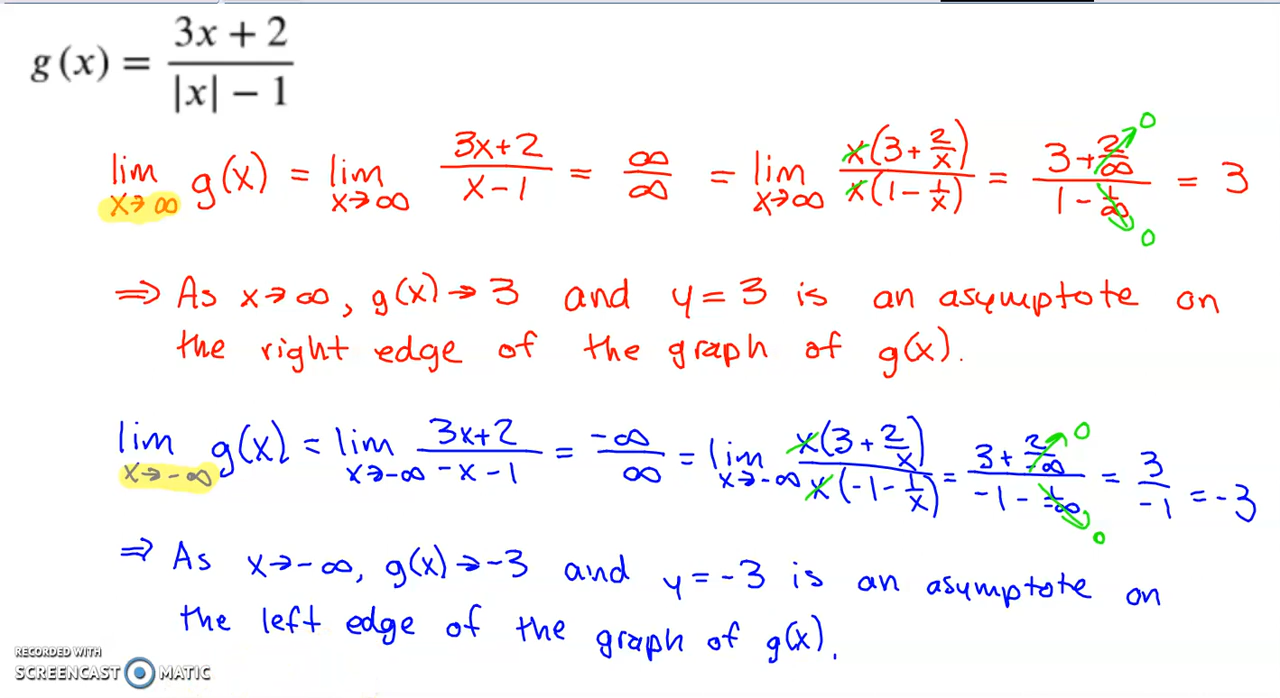 g(x) = (3x + 2)/(|x| − 1)
lim x→∞ g(x) = lim x→∞ (3x+2)/(x−1) = ∞/∞ = lim x→∞ x(3+2/x)/x(1−1/x) = (3+2/∞ 0)/(1−1/∞ 0) = 3
⇒ As x→∞, g(x)→3 and y=3 is an asymptote on
the right edge of the graph of g(x).
lim x→−∞ g(x) = lim x→−∞ (3x+2)/(−x−1) = −∞/∞ = lim x→−∞ x(3+2/x)/x(−1−1/x) = (3+2/−∞ 0)/(−1−1/−∞ 0) = 3/−1 = −3
⇒ As x→−∞, g(x)→−3 and y=−3 is an asymptote on
the left edge of the graph of g(x).
RECORDED WITH
SCREENCAST MATIC